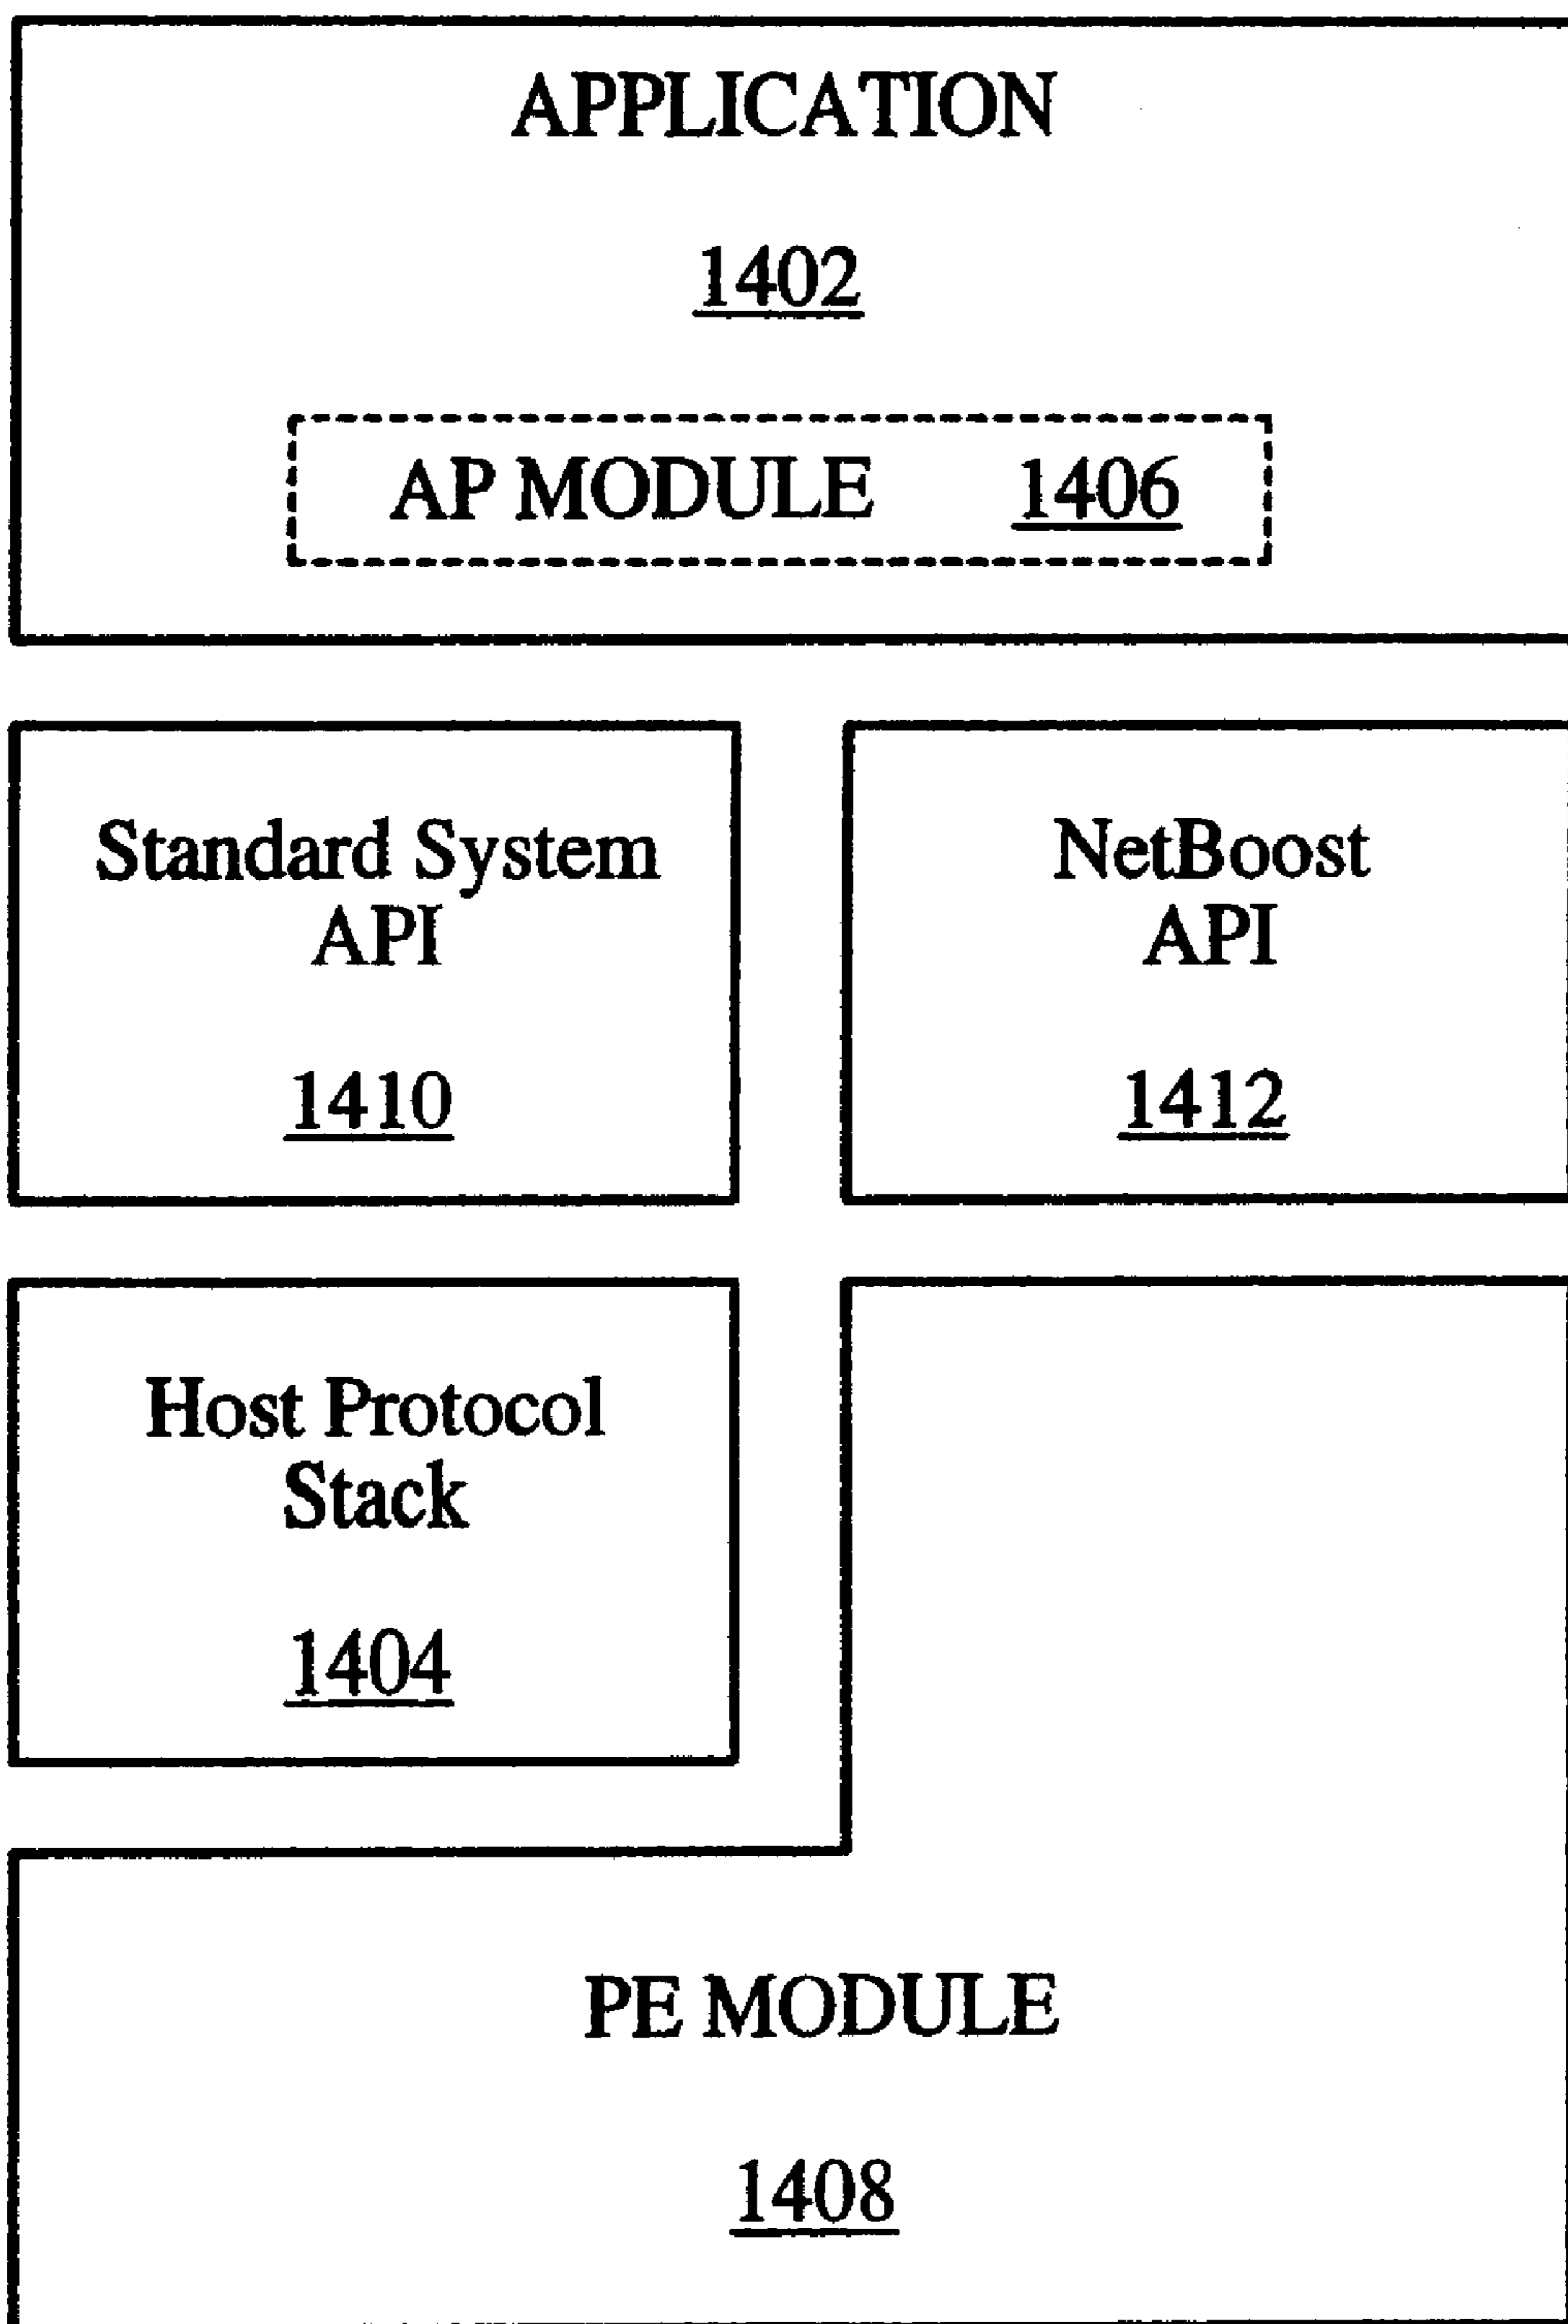 APPLICATION
1402
AP MODULE 1406
Standard System
API
1410
NetBoost
API
1412
Host Protocol
Stack
1404
PE MODULE
1408